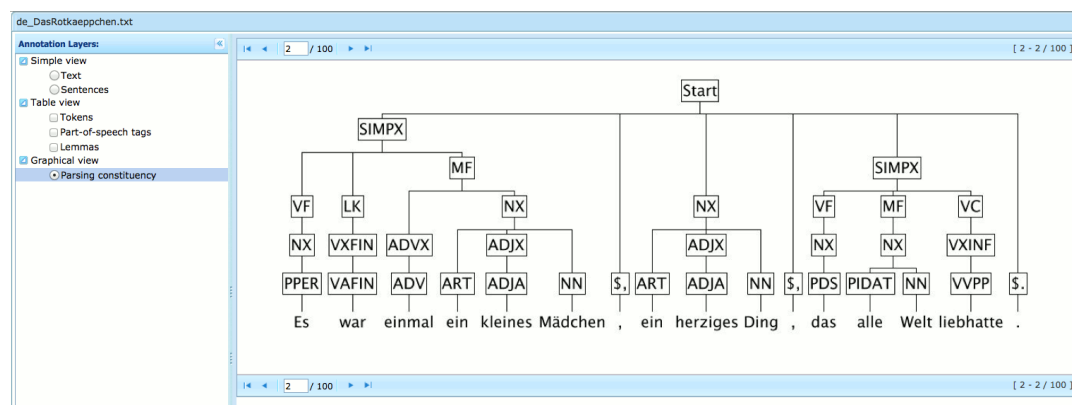 de_DasRotkaeppchen.txt
Annotation Layers:
«
Simple view
Text
Sentences
Table view
Tokens
Part-of-speech tags
Lemmas
Graphical view
Parsing constituency
2 / 100
[ 2 - 2 / 100 ]
Start
SIMPX
MF SIMPX
VF LK NX NX VF MF VC
NX VXFIN ADVX ADJX ADJX NX NX VXINF
PPER VAFIN ADV ART ADJA NN $, ART ADJA NN $, PDS PIDAT NN VVPP $.
Es war einmal ein kleines Mädchen , ein herziges Ding , das alle Welt liebhatte .
2 / 100
[ 2 - 2 / 100 ]